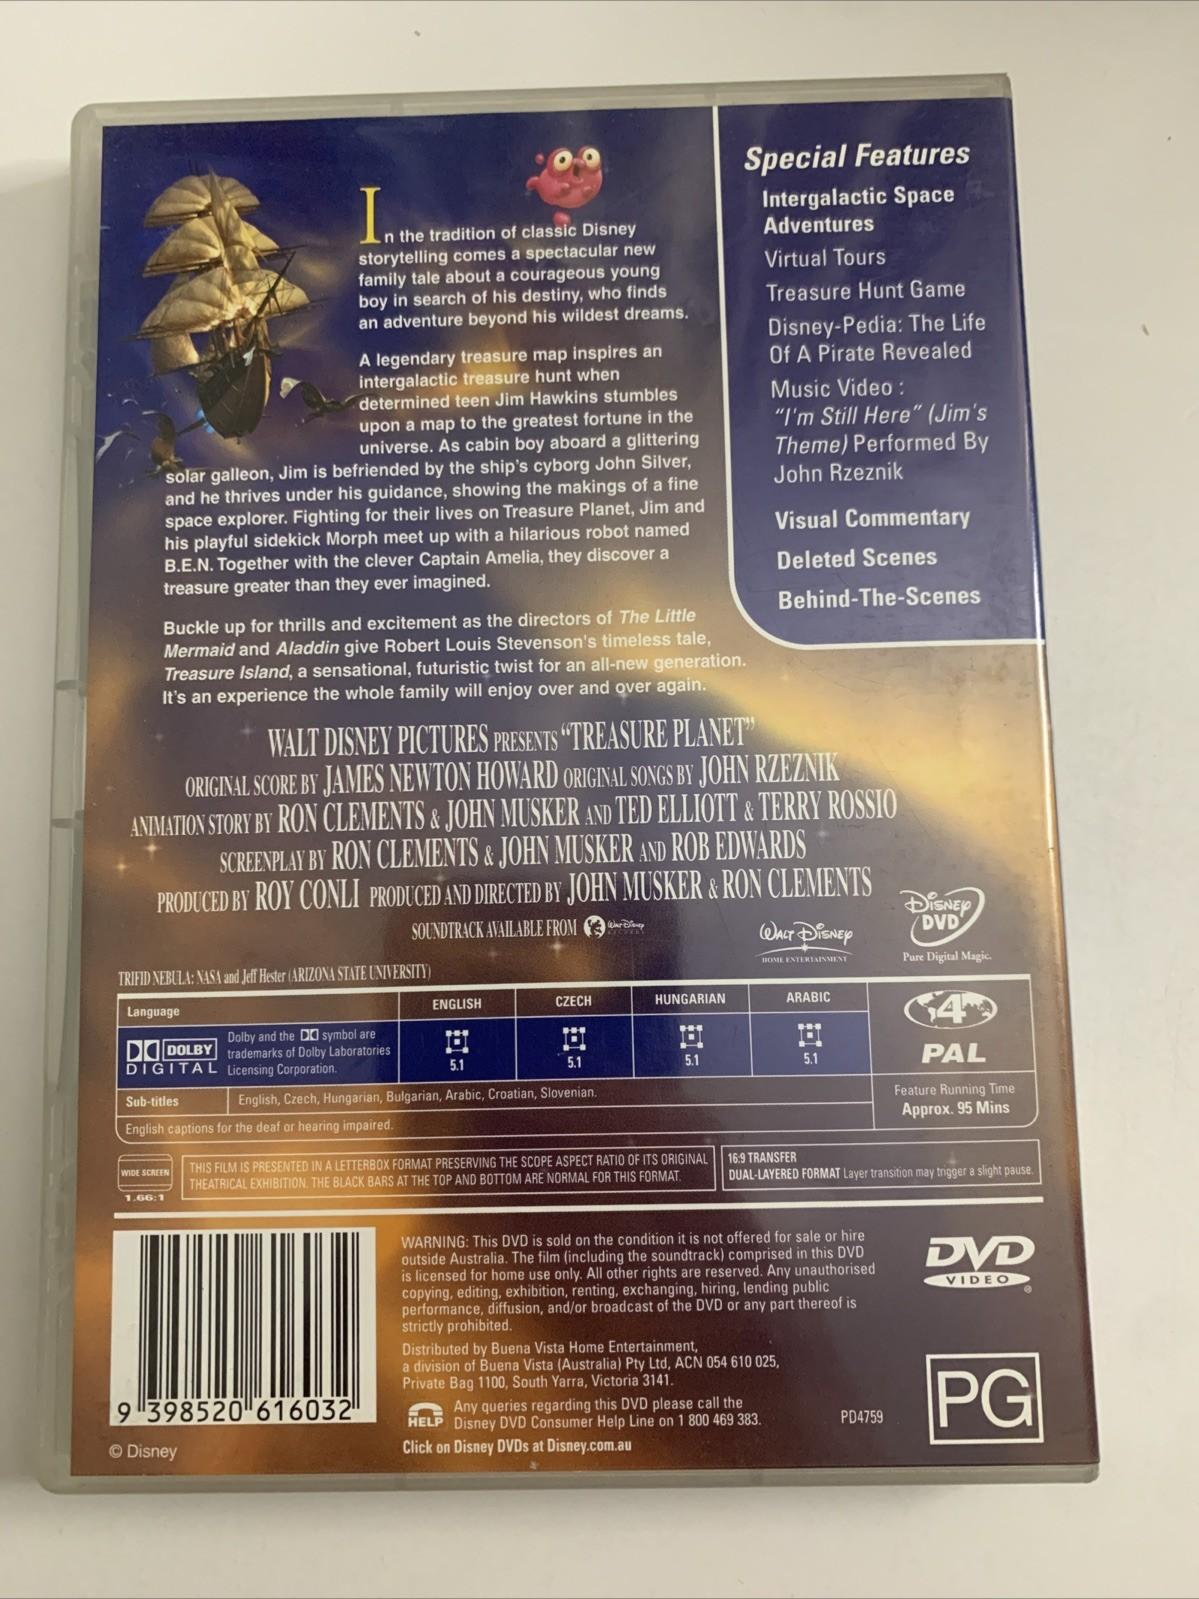 In the tradition of classic Disney
storytelling comes a spectacular new
family tale about a courageous young
boy in search of his destiny, who finds
an adventure beyond his wildest dreams.
A legendary treasure map inspires an
intergalactic treasure hunt when
determined teen Jim Hawkins stumbles
upon a map to the greatest fortune in the
universe. As cabin boy aboard a glittering
solar galleon, Jim is befriended by the ship's cyborg John Silver,
and he thrives under his guidance, showing the makings of a fine
space explorer. Fighting for their lives on Treasure Planet, Jim and
his playful sidekick Morph meet up with a hilarious robot named
B.E.N. Together with the clever Captain Amelia, they discover a
treasure greater than they ever imagined.
Buckle up for thrills and excitement as the directors of The Little
Mermaid and Aladdin give Robert Louis Stevenson's timeless tale,
Treasure Island, a sensational, futuristic twist for an all-new generation.
It's an experience the whole family will enjoy over and over again.
Special Features
Intergalactic Space
Adventures
Virtual Tours
Treasure Hunt Game
Disney-Pedia: The Life
Of A Pirate Revealed
Music Video :
"I'm Still Here" (Jim's
Theme) Performed By
John Rzeznik
Visual Commentary
Deleted Scenes
Behind-The-Scenes
WALT DISNEY PICTURES PRESENTS "TREASURE PLANET"
ORIGINAL SCORE BY JAMES NEWTON HOWARD ORIGINAL SONGS BY JOHN RZEZNIK
ANIMATION STORY BY RON CLEMENTS & JOHN MUSKER AND TED ELLIOTT & TERRY ROSSIO
SCREENPLAY BY RON CLEMENTS & JOHN MUSKER AND ROB EDWARDS
PRODUCED BY ROY CONLI PRODUCED AND DIRECTED BY JOHN MUSKER & RON CLEMENTS
SOUNDTRACK AVAILABLE FROM Walt Disney RECORDS
WALT DISNEY
HOME ENTERTAINMENT
DISNEY
DVD
Pure Digital Magic.
TRIFID NEBULA: NASA and Jeff Hester (ARIZONA STATE UNIVERSITY)
Language ENGLISH CZECH HUNGARIAN ARABIC
DOLBY
DIGITAL
Dolby and the symbol are
trademarks of Dolby Laboratories
Licensing Corporation.
5.1 5.1 5.1 5.1
4
PAL
Sub-titles English, Czech, Hungarian, Bulgarian, Arabic, Croatian, Slovenian.
English captions for the deaf or hearing impaired.
Feature Running Time
Approx. 95 Mins
WIDE SCREEN
1.66:1
THIS FILM IS PRESENTED IN A LETTERBOX FORMAT PRESERVING THE SCOPE ASPECT RATIO OF ITS ORIGINAL
THEATRICAL EXHIBITION. THE BLACK BARS AT THE TOP AND BOTTOM ARE NORMAL FOR THIS FORMAT.
16:9 TRANSFER
DUAL-LAYERED FORMAT Layer transition may trigger a slight pause.
9 398520 616032
© Disney
WARNING: This DVD is sold on the condition it is not offered for sale or hire
outside Australia. The film (including the soundtrack) comprised in this DVD
is licensed for home use only. All other rights are reserved. Any unauthorised
copying, editing, exhibition, renting, exchanging, hiring, lending public
performance, diffusion, and/or broadcast of the DVD or any part thereof is
strictly prohibited.
Distributed by Buena Vista Home Entertainment,
a division of Buena Vista (Australia) Pty Ltd, ACN 054 610 025,
Private Bag 1100, South Yarra, Victoria 3141.
HELP
Any queries regarding this DVD please call the
Disney DVD Consumer Help Line on 1 800 469 383.
Click on Disney DVDs at Disney.com.au
PD4759
DVD
VIDEO
®
PG